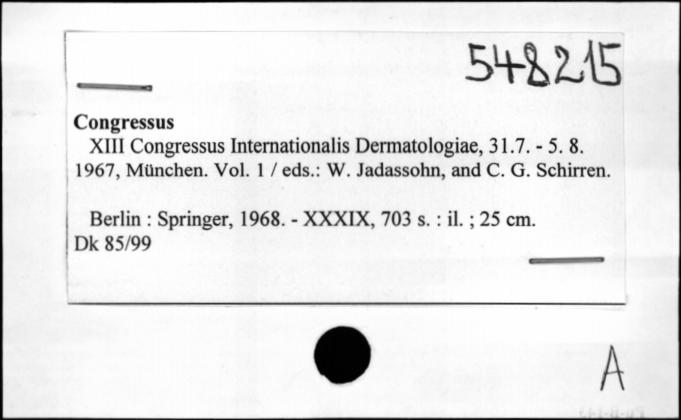 548215
Congressus
XIII Congressus Internationalis Dermatologiae, 31.7. - 5. 8.
1967, München. Vol. 1 / eds.: W. Jadassohn, and C. G. Schirren.
Berlin : Springer, 1968. - XXXIX, 703 s. : il. ; 25 cm.
Dk 85/99
A